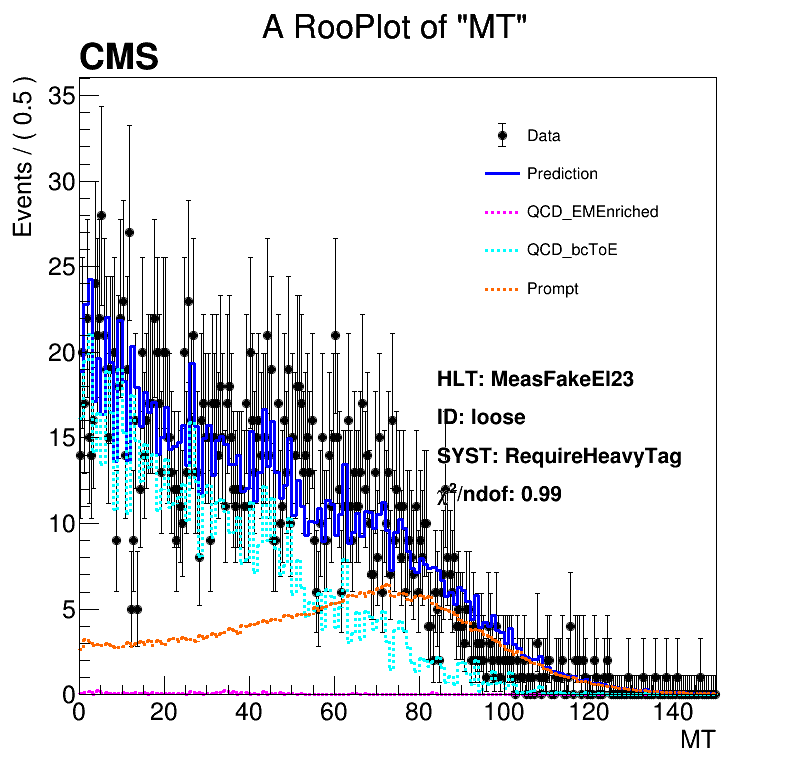 A RooPlot of "MT"
CMS
Events / ( 0.5 )
35
30
25
20
15
10
5
0
Data
Prediction
QCD_EMEnriched
QCD_bcToE
Prompt
HLT: MeasFakeEl23
ID: loose
SYST: RequireHeavyTag
χ²/ndof: 0.99
0 20 40 60 80 100 120 140
MT